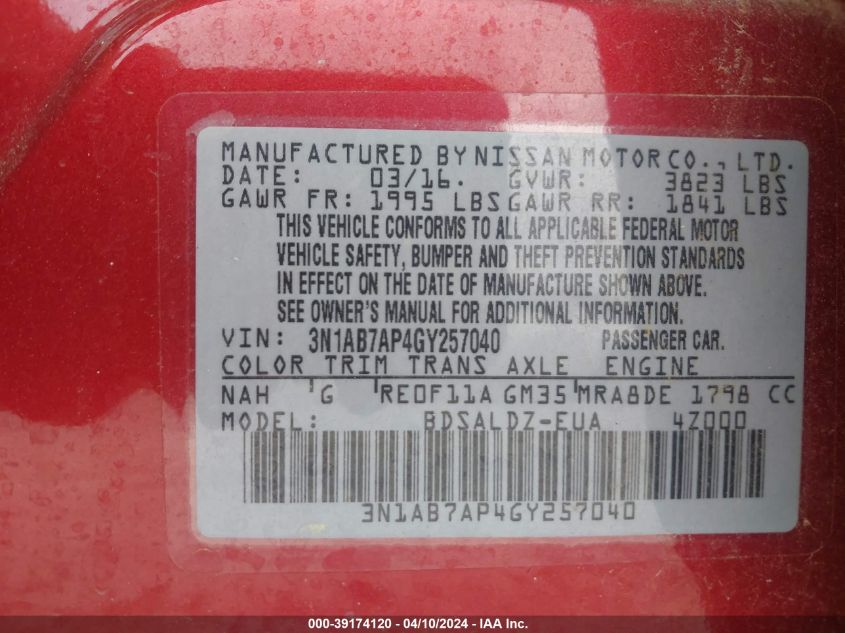 MANUFACTURED BY NISSAN MOTOR CO., LTD.
DATE: 03/16. GVWR: 3823 LBS
GAWR FR: 1995 LBS GAWR RR: 1841 LBS
THIS VEHICLE CONFORMS TO ALL APPLICABLE FEDERAL MOTOR
VEHICLE SAFETY, BUMPER AND THEFT PREVENTION STANDARDS
IN EFFECT ON THE DATE OF MANUFACTURE SHOWN ABOVE.
SEE OWNER'S MANUAL FOR ADDITIONAL INFORMATION.
VIN: 3N1AB7AP4GY257040 PASSENGER CAR.
COLOR TRIM TRANS AXLE ENGINE
NAH G RE0F11A GM35 MRA8DE 1798 CC
MODEL: BDSALDZ-EUA 4Z000
3N1AB7AP4GY257040
000-39174120 - 04/10/2024 - IAA Inc.